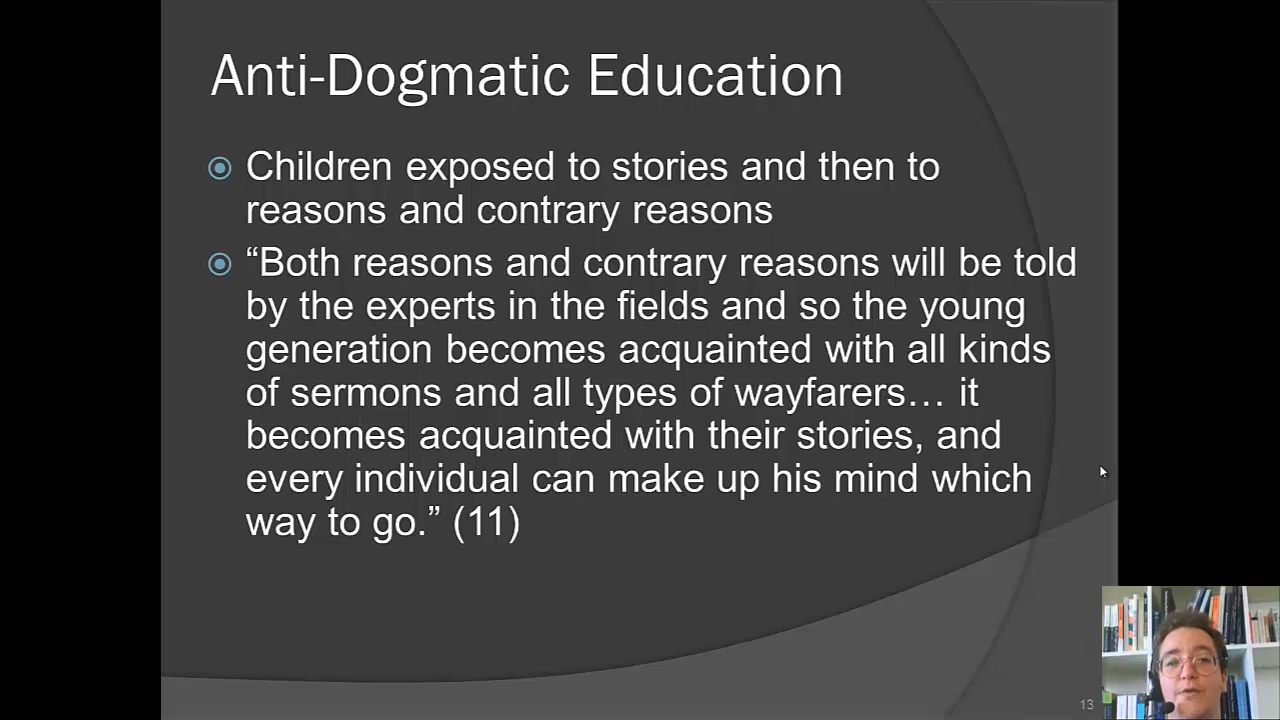 Anti-Dogmatic Education
Children exposed to stories and then to
reasons and contrary reasons
“Both reasons and contrary reasons will be told
by the experts in the fields and so the young
generation becomes acquainted with all kinds
of sermons and all types of wayfarers… it
becomes acquainted with their stories, and
every individual can make up his mind which
way to go.” (11)
13